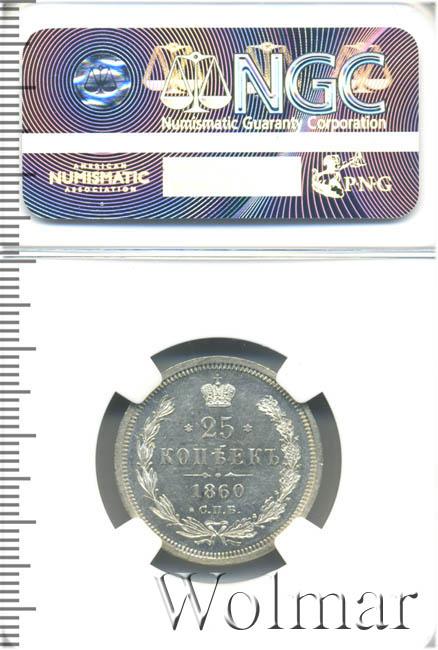 NGC
Numismatic Guaranty Corporation
AMERICAN
NUMISMATIC
ASSOCIATION
PNG
25
КОПѢЕКЪ
1860
С.П.Б.
Wolmar